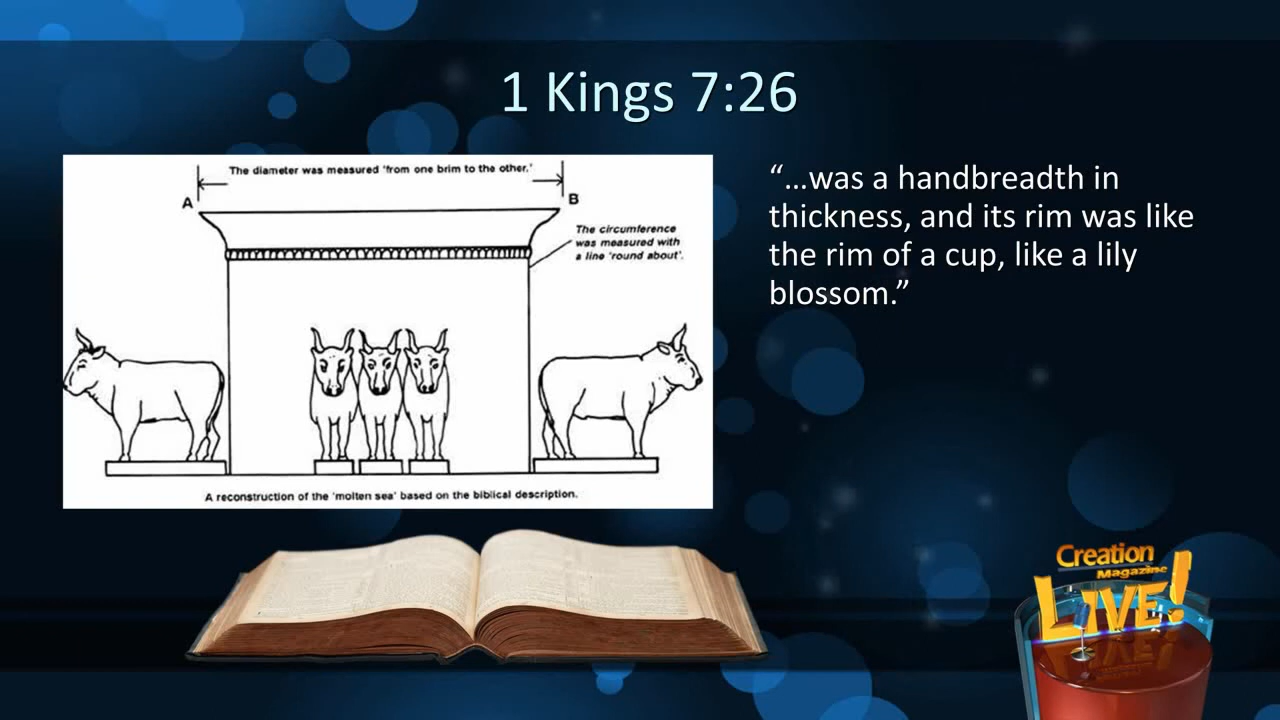 1 Kings 7:26
The diameter was measured 'from one brim to the other.'
A
B
The circumference
was measured with
a line 'round about'.
A reconstruction of the 'molten sea' based on the biblical description.
“...was a handbreadth in
thickness, and its rim was like
the rim of a cup, like a lily
blossom.”
Creation
Magazine
LIVE!